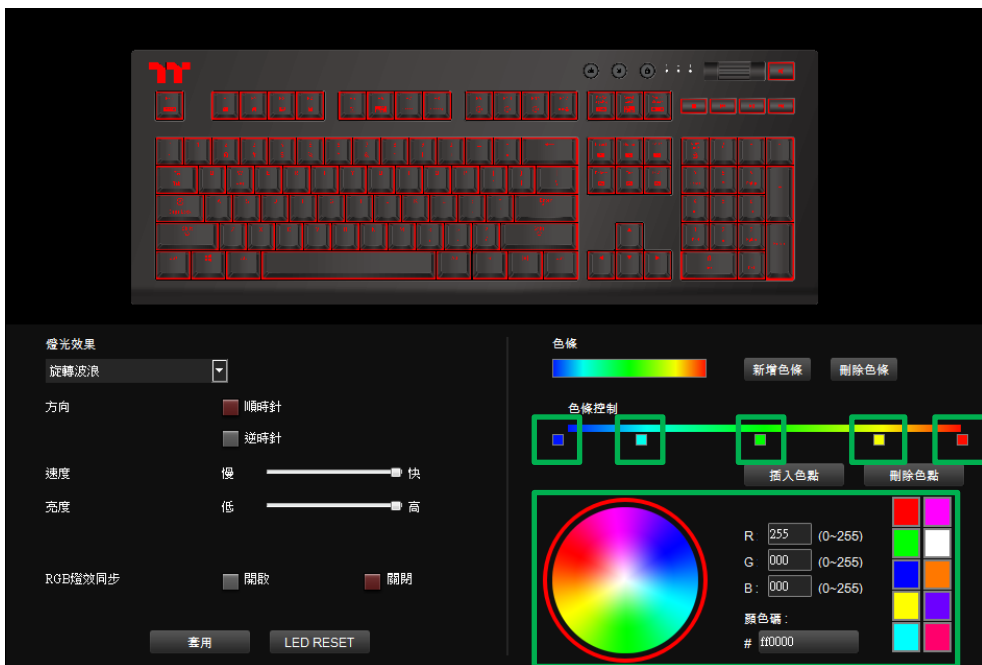 燈光效果
旋轉波浪
方向
順時針
逆時針
速度
慢
快
亮度
低
高
RGB燈效同步
開啟
關閉
套用
LED RESET
色條
新增色條
刪除色條
色條控制
插入色點
刪除色點
R 255 (0~255)
G 000 (0~255)
B: 000 (0~255)
顏色碼 :
# ff0000